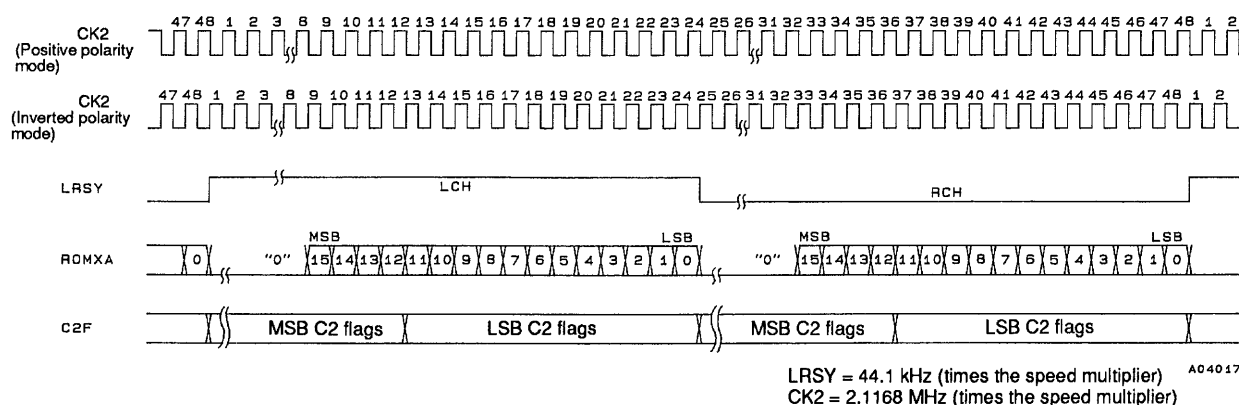 47 48 1 2 3 8 9 10 11 12 13 14 15 16 17 18 19 20 21 22 23 24 25 26 31 32 33 34 35 36 37 38 39 40 41 42 43 44 45 46 47 48 1 2
CK2
(Positive polarity
mode)
47 48 1 2 3 8 9 10 11 12 13 14 15 16 17 18 19 20 21 22 23 24 25 26 31 32 33 34 35 36 37 38 39 40 41 42 43 44 45 46 47 48 1 2
CK2
(Inverted polarity
mode)
LRSY LCH RCH
MSB LSB MSB LSB
ROMXA 0 "0" 15 14 13 12 11 10 9 8 7 6 5 4 3 2 1 0 "0" 15 14 13 12 11 10 9 8 7 6 5 4 3 2 1 0
C2F MSB C2 flags LSB C2 flags MSB C2 flags LSB C2 flags
LRSY = 44.1 kHz (times the speed multiplier) A04017
CK2 = 2.1168 MHz (times the speed multiplier)